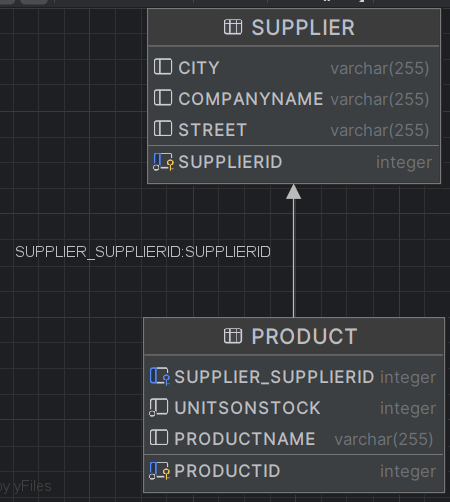 SUPPLIER
CITY varchar(255)
COMPANYNAME varchar(255)
STREET varchar(255)
SUPPLIERID integer
SUPPLIER_SUPPLIERID:SUPPLIERID
PRODUCT
SUPPLIER_SUPPLIERID integer
UNITSONSTOCK integer
PRODUCTNAME varchar(255)
PRODUCTID integer
by yFiles